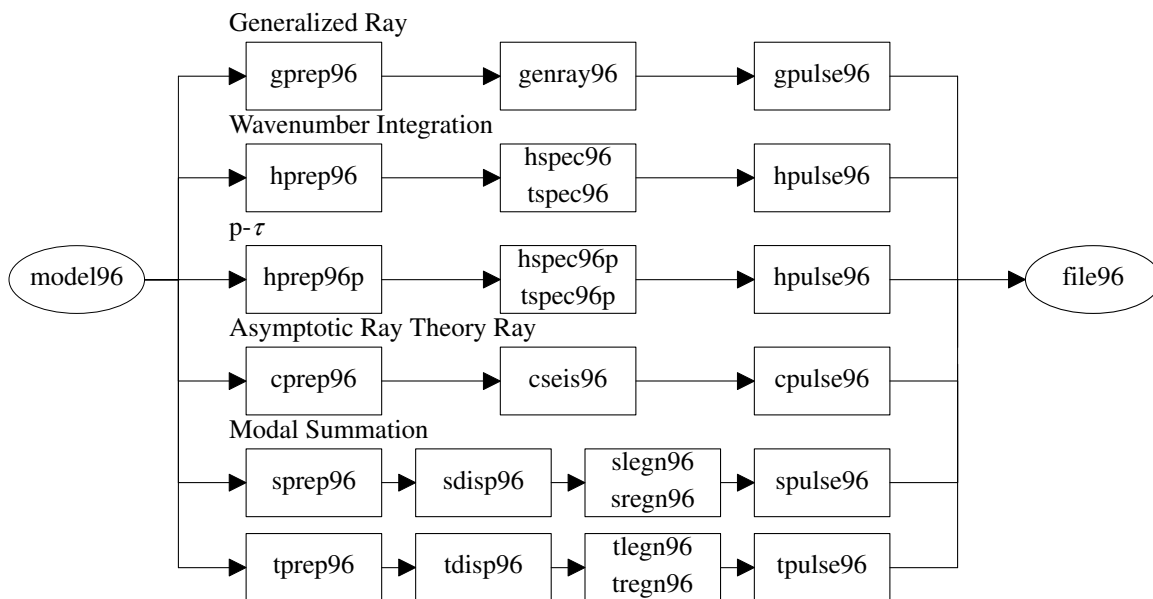 Generalized Ray
gprep96
genray96
gpulse96
Wavenumber Integration
hprep96
hspec96
tspec96
hpulse96
p-τ
model96
hprep96p
hspec96p
tspec96p
hpulse96
file96
Asymptotic Ray Theory Ray
cprep96
cseis96
cpulse96
Modal Summation
sprep96
sdisp96
slegn96
sregn96
spulse96
tprep96
tdisp96
tlegn96
tregn96
tpulse96